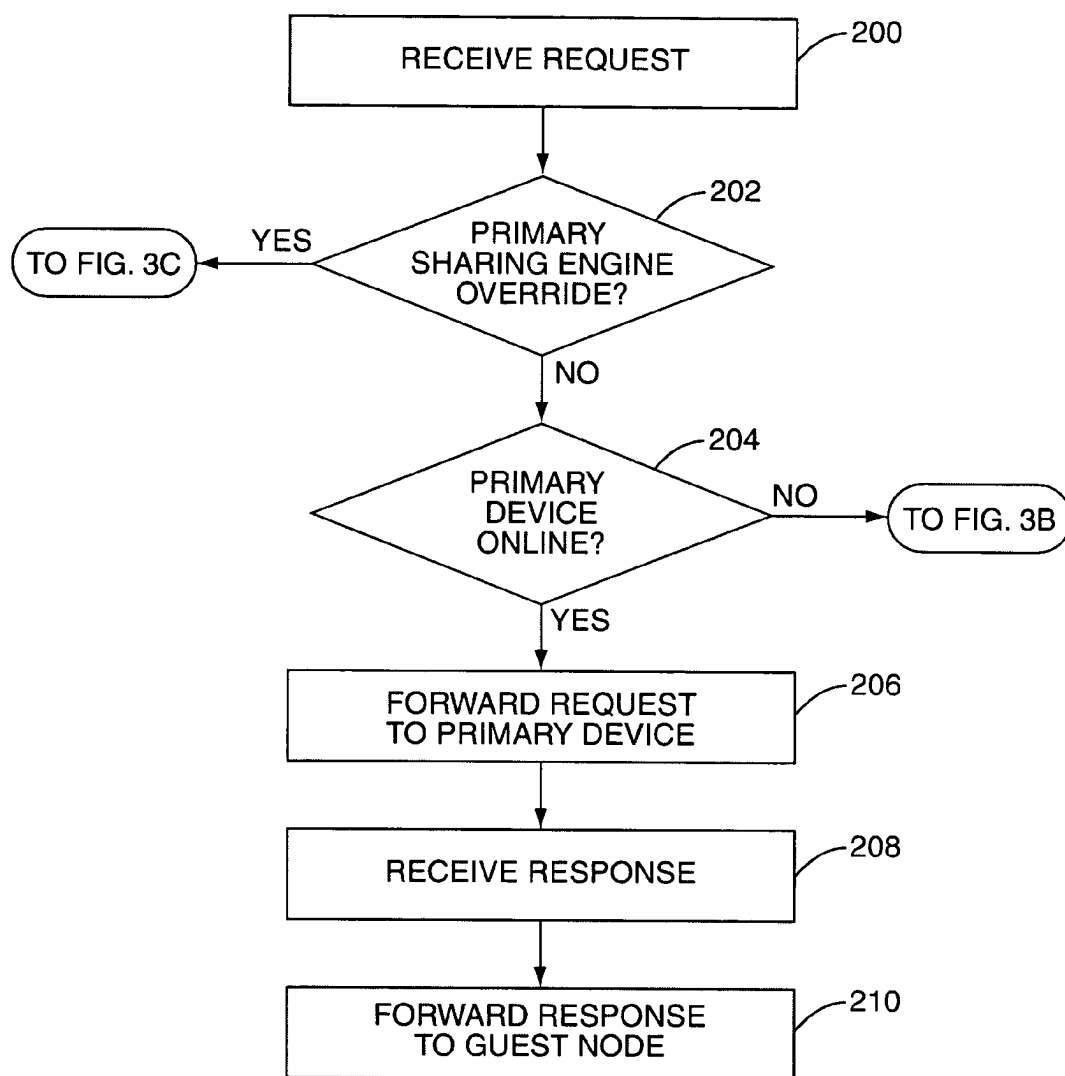 RECEIVE REQUEST
200
PRIMARY
SHARING ENGINE
OVERRIDE?
202
YES
TO FIG. 3C
NO
PRIMARY
DEVICE
ONLINE?
204
NO
TO FIG. 3B
YES
FORWARD REQUEST
TO PRIMARY DEVICE
206
RECEIVE RESPONSE
208
FORWARD RESPONSE
TO GUEST NODE
210